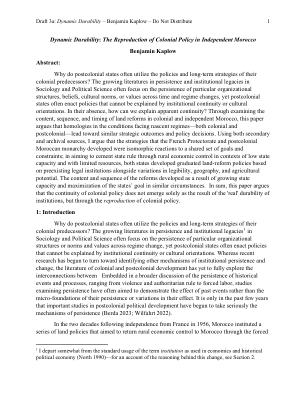 Draft 3a: Dynamic Durability – Benjamin Kaplow – Do Not Distribute 1
Dynamic Durability: The Reproduction of Colonial Policy in Independent Morocco
Benjamin Kaplow
Abstract:
Why do postcolonial states often utilize the policies and long-term strategies of their
colonial predecessors? The growing literatures in persistence and institutional legacies in
Sociology and Political Science often focus on the persistence of particular organizational
structures, beliefs, cultural norms, or values across time and regime changes, yet postcolonial states
often enact policies that cannot be explained by institutional continuity or cultural orientations.
In their absence, how can we explain apparent continuity? Through examining the
content, sequence, and timing of land reforms in colonial and independent Morocco, this paper
argues that homologies in the conditions facing nascent regimes—both colonial and
postcolonial—lead toward similar strategic outcomes and policy decisions. Using both secondary
and archival sources, I argue that the strategies that the French Protectorate and postcolonial
Moroccan monarchy developed were isomorphic reactions to a shared set of goals and
constraints: in aiming to cement state rule through rural economic control in contexts of low state
capacity and with limited resources, both states developed gradualist land-reform policies based
on preexisting legal institutions alongside variations in legibility, geography, and agricultural
potential. The content and sequence of the reforms developed as a result of growing state
capacity and maximization of the states' goal in similar circumstances. In sum, this paper argues
that the continuity of colonial policy does not emerge solely as the result of the 'real' durability of
institutions, but through the reproduction of colonial policy.
1: Introduction
Why do postcolonial states often utilize the policies and long-term strategies of their
colonial predecessors? The growing literatures in persistence and institutional legacies¹ in
Sociology and Political Science often focus on the persistence of particular organizational
structures or norms and values across regime change, yet postcolonial states often enact policies
that cannot be explained by institutional continuity or cultural orientations. Whereas recent
research has begun to turn toward identifying other mechanisms of institutional persistence and
change, the literature of colonial and postcolonial development has yet to fully explore the
interconnections between Embedded in a broader discussion of the persistence of historical
events and processes, ranging from violence and authoritarian rule to forced labor, studies
examining persistence have often aimed to demonstrate the effect of past events rather than the
micro-foundations of their persistence or variations in their effect. It is only in the past few years
that important studies in postcolonial political development have begun to take seriously the
mechanisms of persistence (Berda 2023; Wilfahrt 2022).
In the two decades following independence from France in 1956, Morocco instituted a
series of land policies that aimed to return rural economic control to Morocco through the forced
¹ I depart somewhat from the standard usage of the term institution as used in economics and historical
political economy (North 1990)—for an account of the reasoning behind this change, see Section 2.